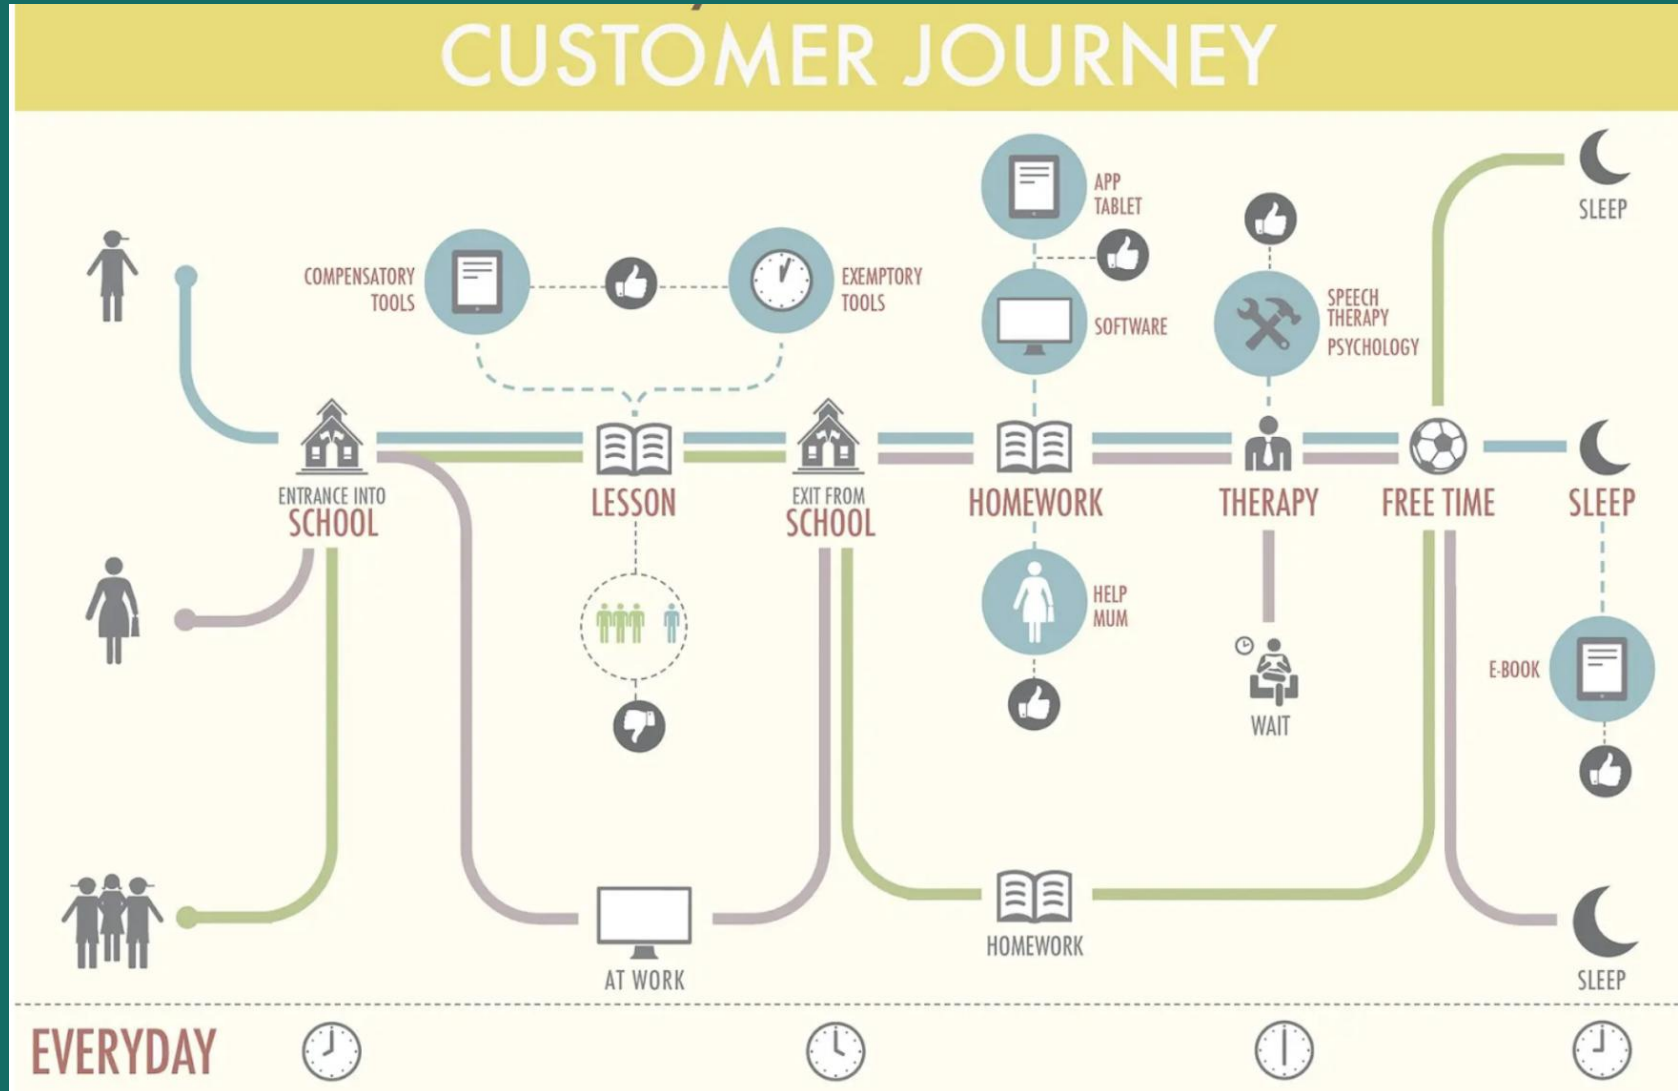 CUSTOMER JOURNEY
APP
TABLET
SLEEP
COMPENSATORY
TOOLS
EXEMPTORY
TOOLS
SOFTWARE
SPEECH
THERAPY
PSYCHOLOGY
ENTRANCE INTO
SCHOOL
LESSON
EXIT FROM
SCHOOL
HOMEWORK
THERAPY
FREE TIME
SLEEP
HELP
MUM
E-BOOK
WAIT
AT WORK
HOMEWORK
SLEEP
EVERYDAY